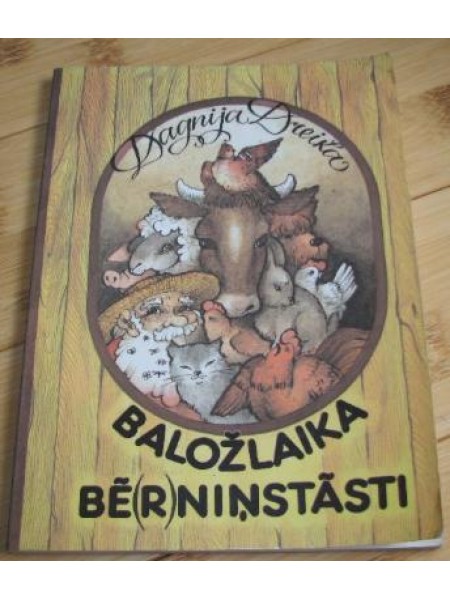 Dagnija Dreika
BALOŽLAIKA
BĒ(R)NIŅSTĀSTI